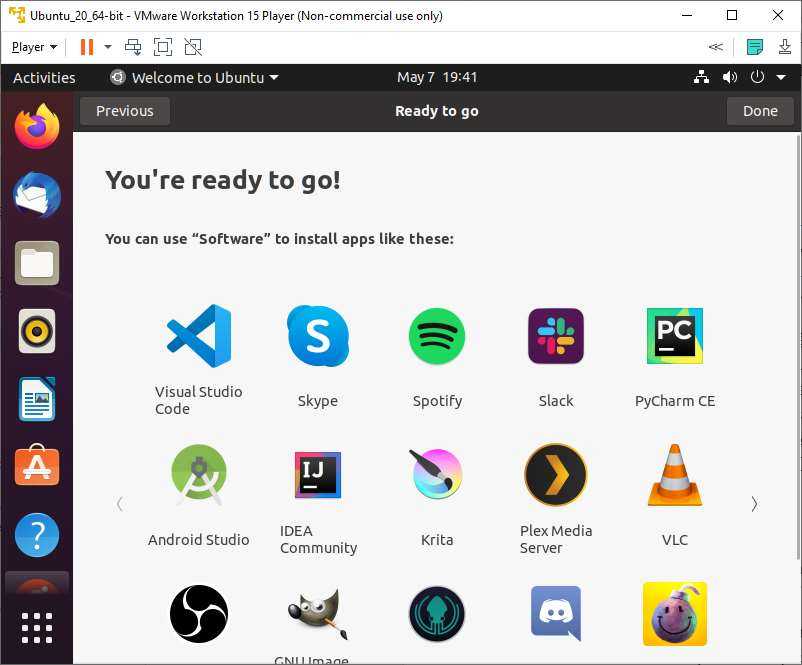 Ubuntu_20_64-bit - VMware Workstation 15 Player (Non-commercial use only)
Player
Activities
Welcome to Ubuntu
May 7 19:41
Previous
Ready to go
Done
You're ready to go!
You can use “Software” to install apps like these:
PC
Visual Studio
Code
Skype
Spotify
Slack
PyCharm CE
IJ
Android Studio
IDEA
Community
Krita
Plex Media
Server
VLC
GNU Image